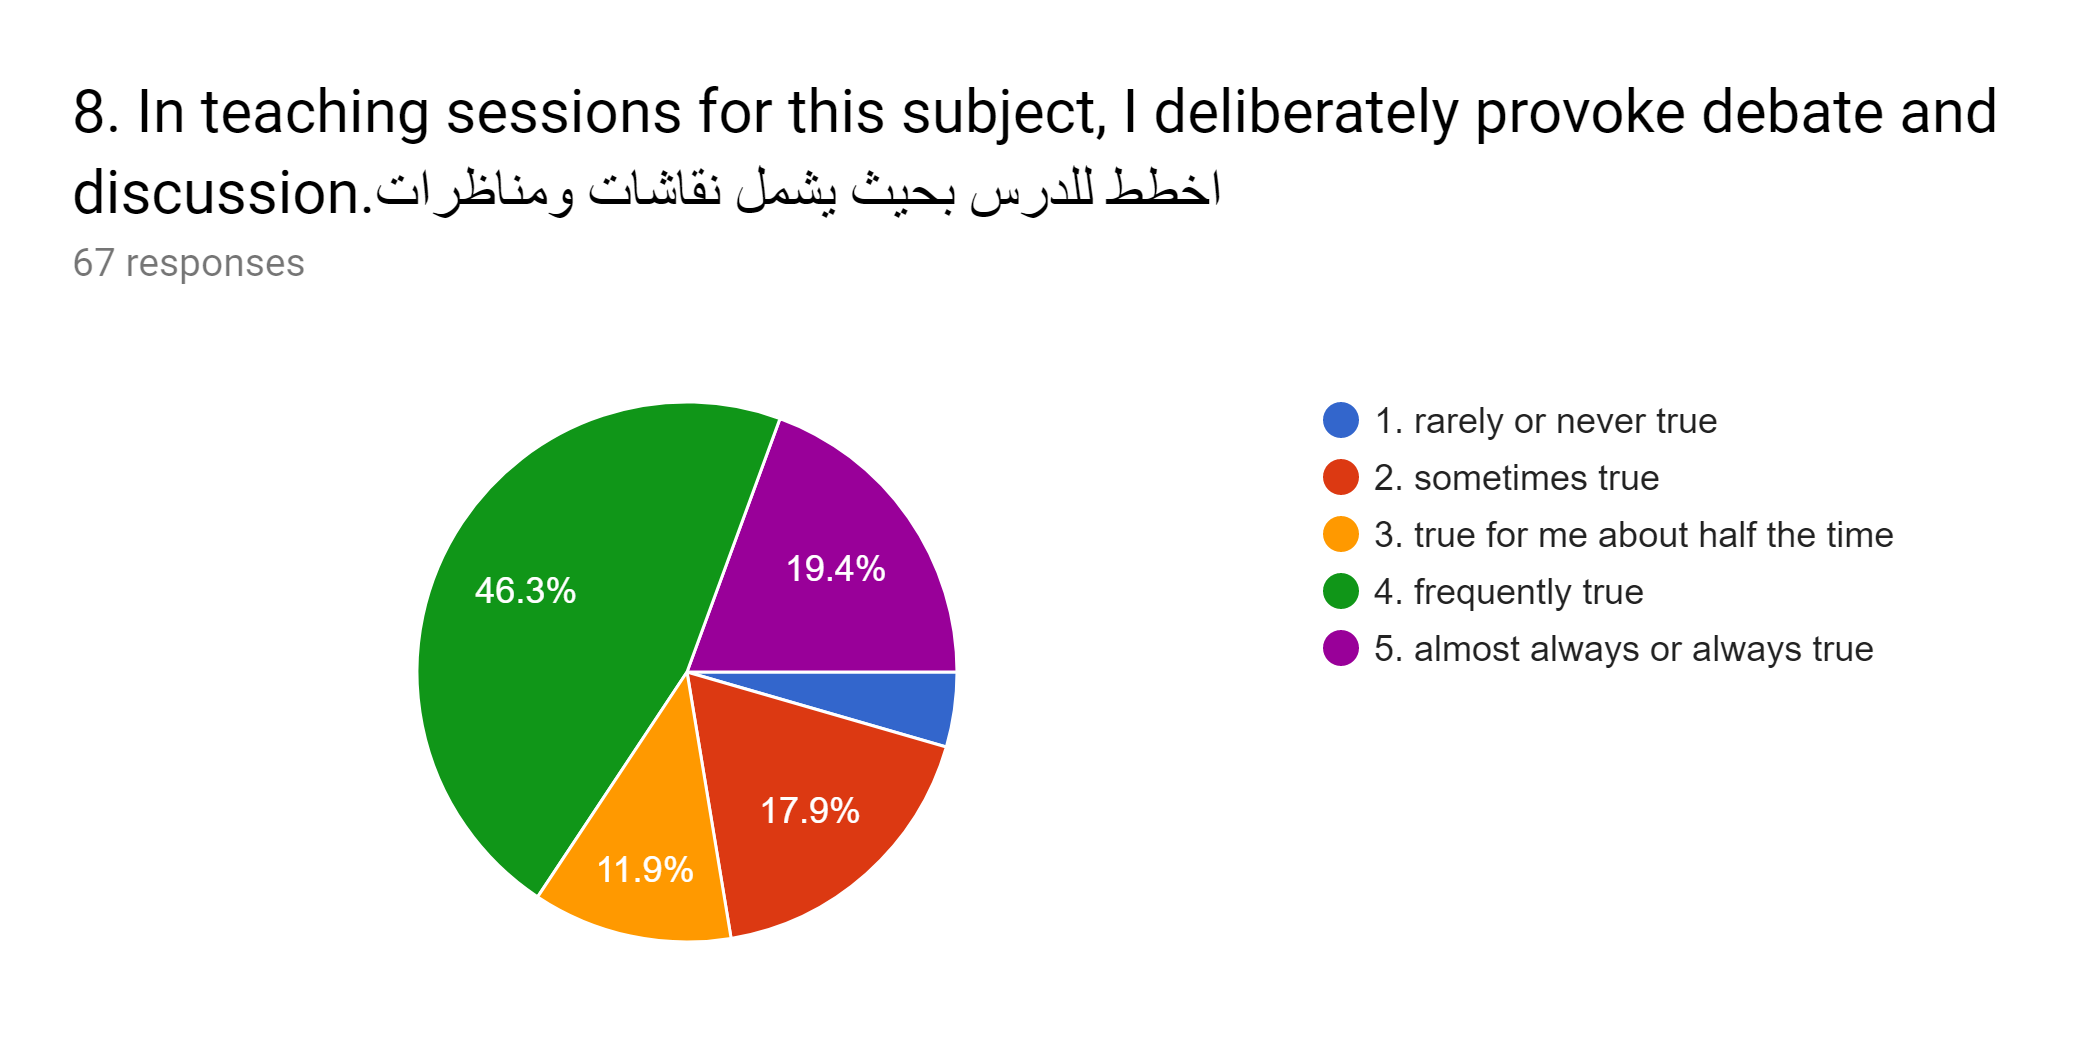 8. In teaching sessions for this subject, I deliberately provoke debate and
discussion.اخطط للدرس بحيث يشمل نقاشات ومناظرات
67 responses
46.3%
19.4%
17.9%
11.9%
1. rarely or never true
2. sometimes true
3. true for me about half the time
4. frequently true
5. almost always or always true